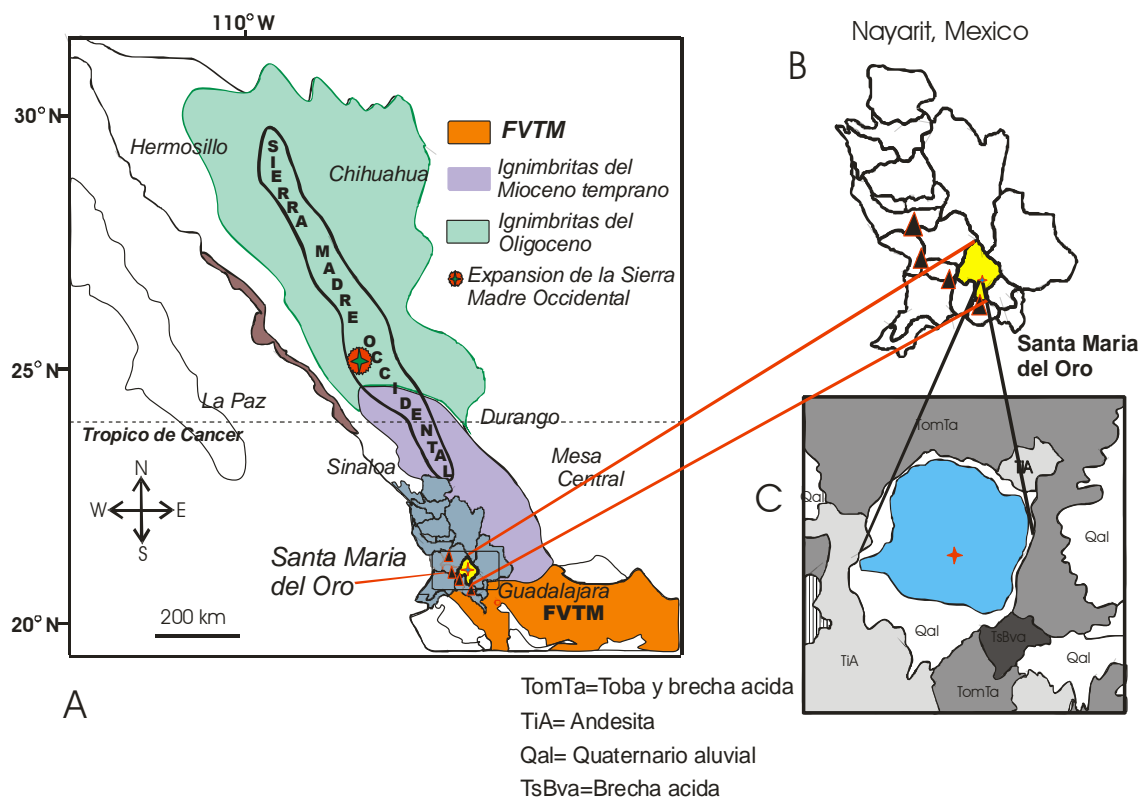 110° W
30° N
25° N
20° N
Hermosillo
Chihuahua
SIERRA MADRE OCCIDENTAL
La Paz
Tropico de Cancer
Durango
Sinaloa
Mesa
Central
N
W E
S
Santa Maria
del Oro
Guadalajara
FVTM
200 km
A
FVTM
Ignimbritas del
Mioceno temprano
Ignimbritas del
Oligoceno
Expansion de la Sierra
Madre Occidental
Nayarit, Mexico
B
Santa Maria
del Oro
C
TomTa
TiA
Qal
Qal
Qal
TsBva
Qal
TiA
TomTa
TomTa=Toba y brecha acida
TiA= Andesita
Qal= Quaternario aluvial
TsBva=Brecha acida